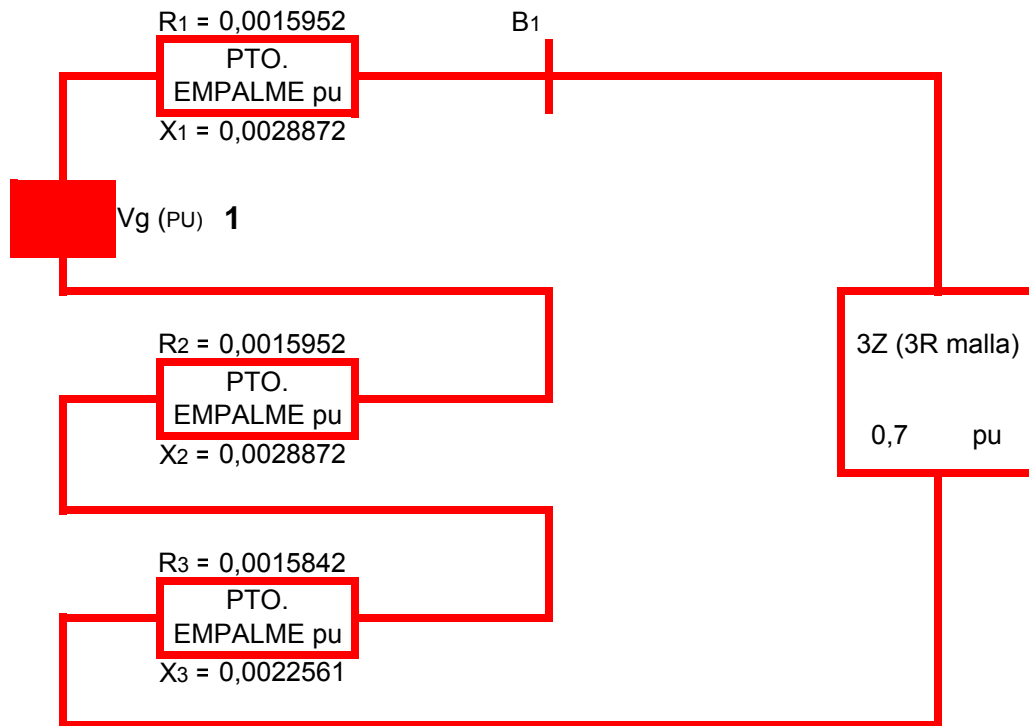 R1 = 0,0015952
B1
PTO.
EMPALME pu
X1 = 0,0028872
Vg (PU) 1
R2 = 0,0015952
3Z (3R malla)
PTO.
EMPALME pu
0,7 pu
X2 = 0,0028872
R3 = 0,0015842
PTO.
EMPALME pu
X3 = 0,0022561